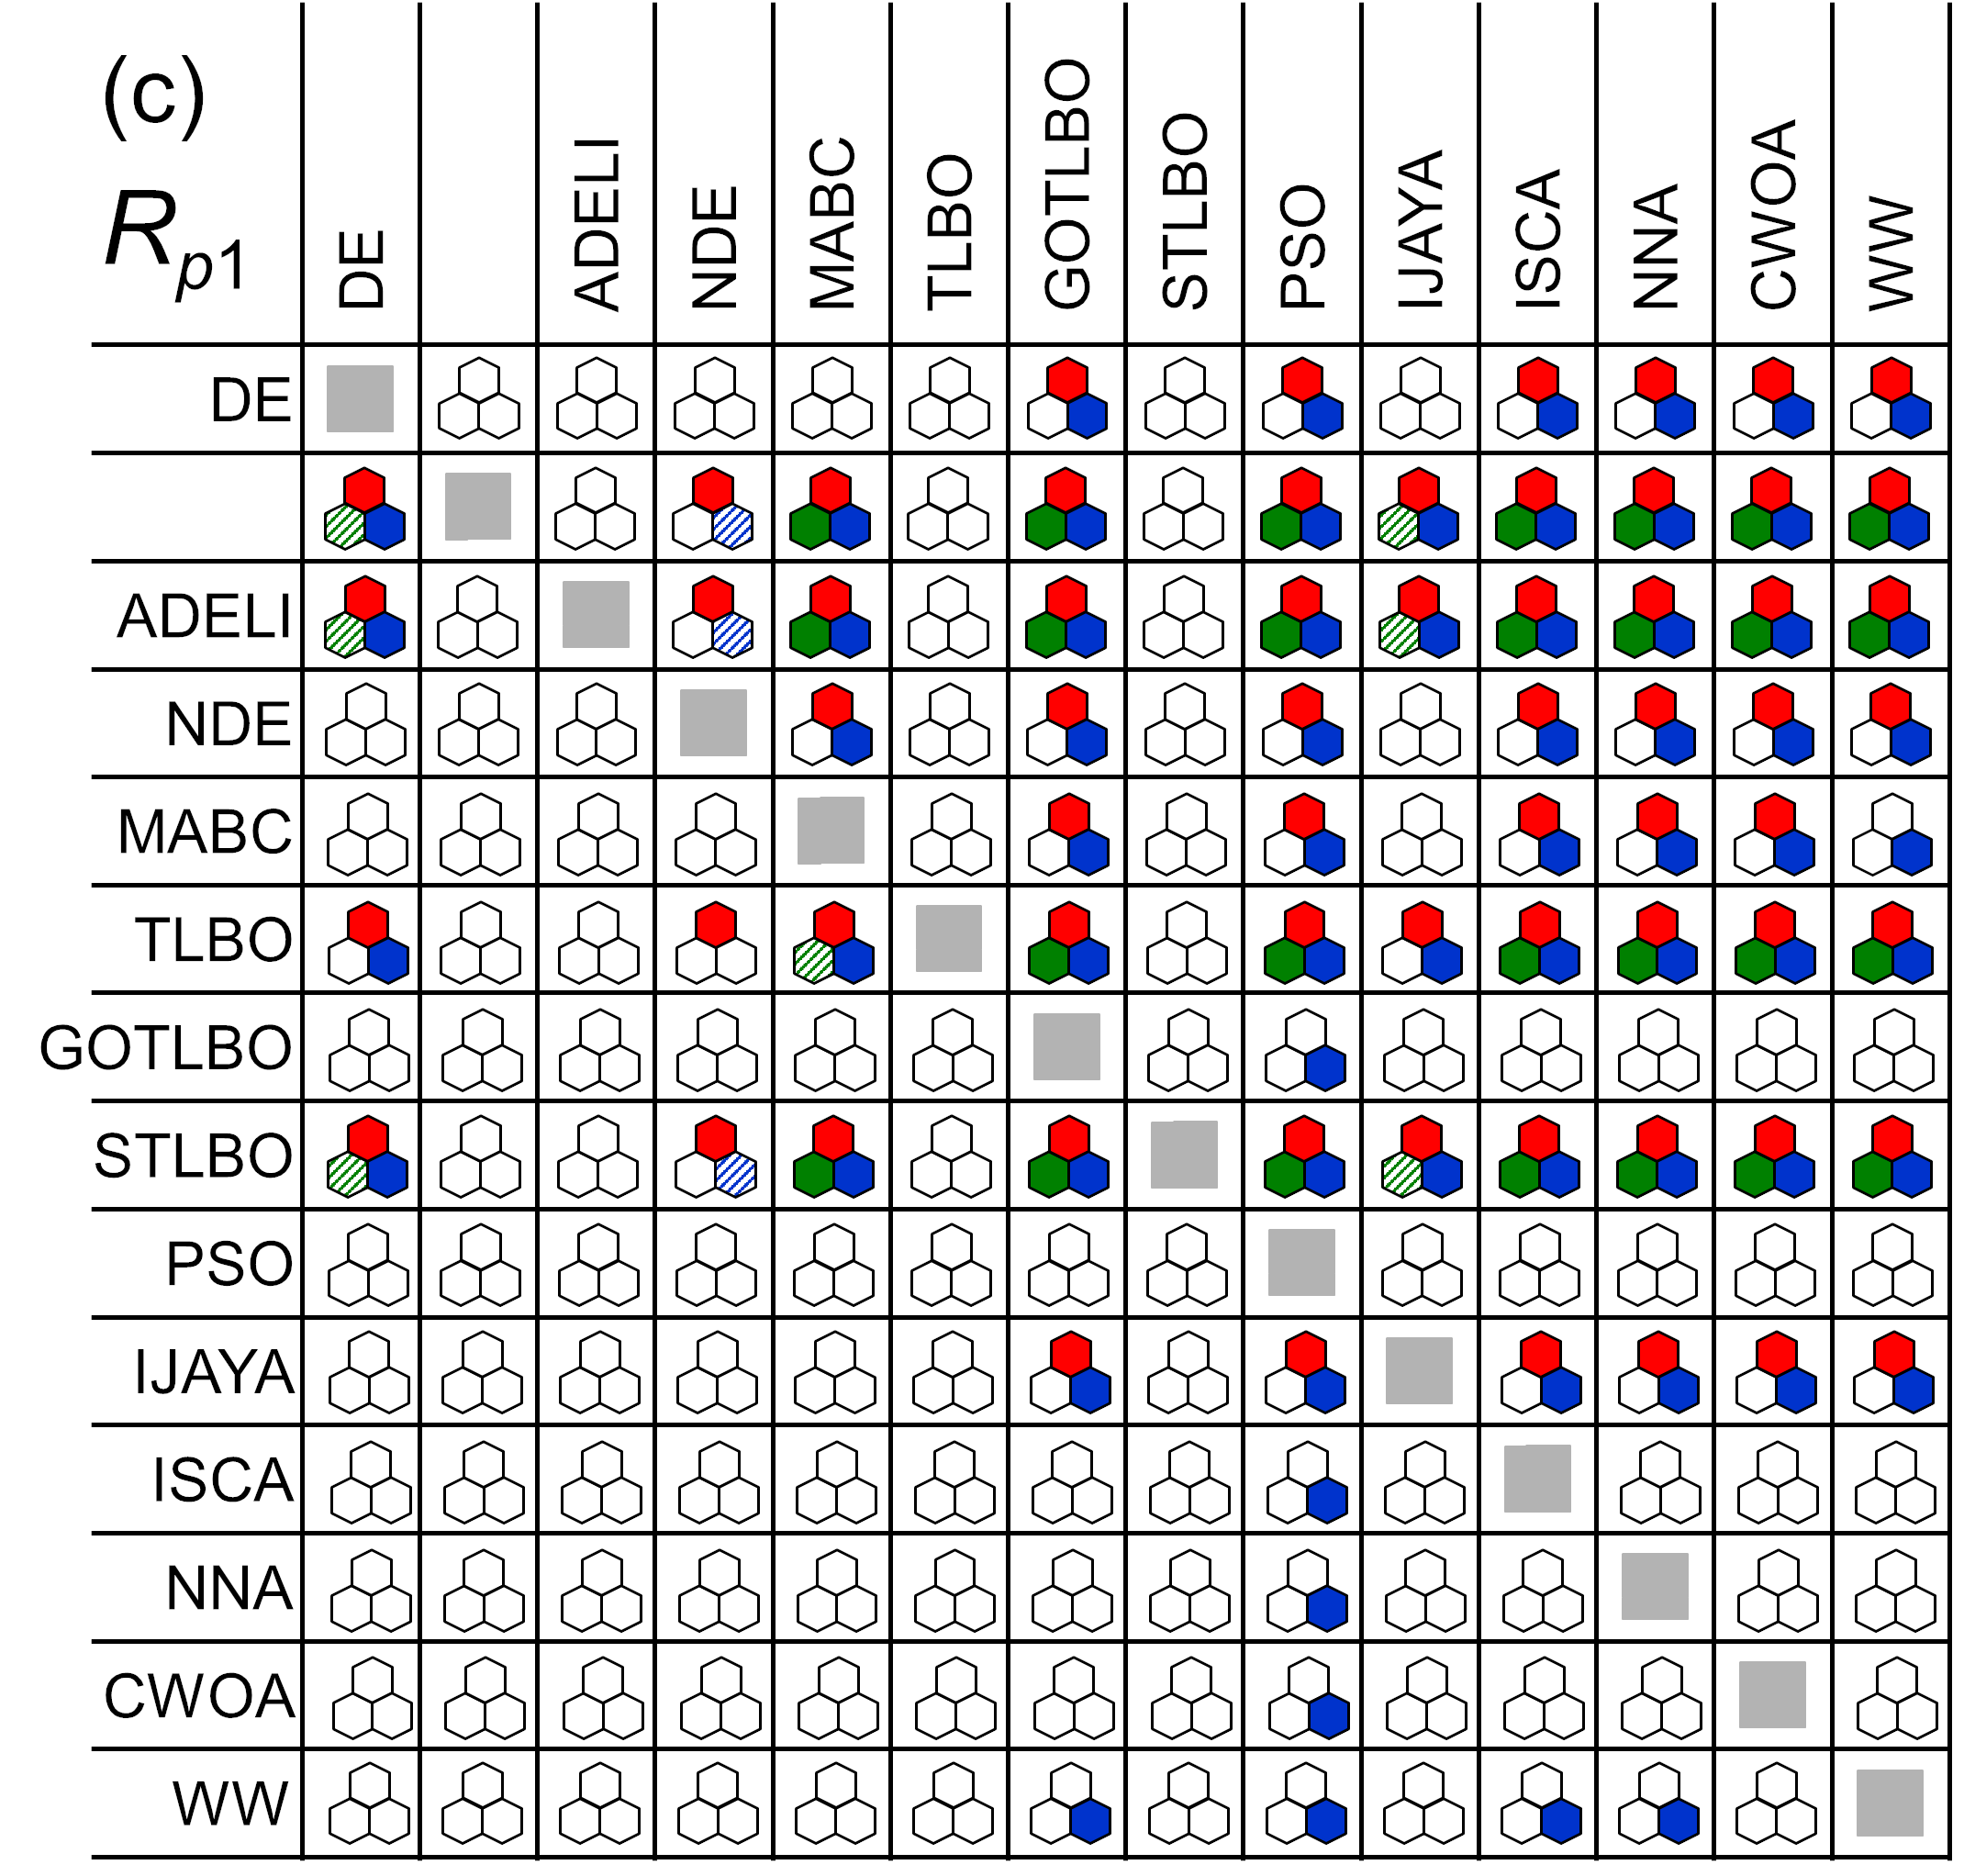 (c)
Rp1
DE
ADELI
NDE
MABC
TLBO
GOTLBO
STLBO
PSO
IJAYA
ISCA
NNA
CWOA
WW
DE
ADELI
NDE
MABC
TLBO
GOTLBO
STLBO
PSO
IJAYA
ISCA
NNA
CWOA
WW